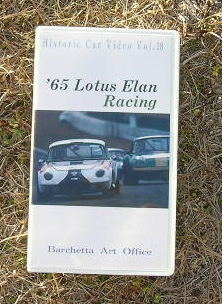 Historic Car Video Vol.28
'65 Lotus Elan
Racing
Barchetta Art Office